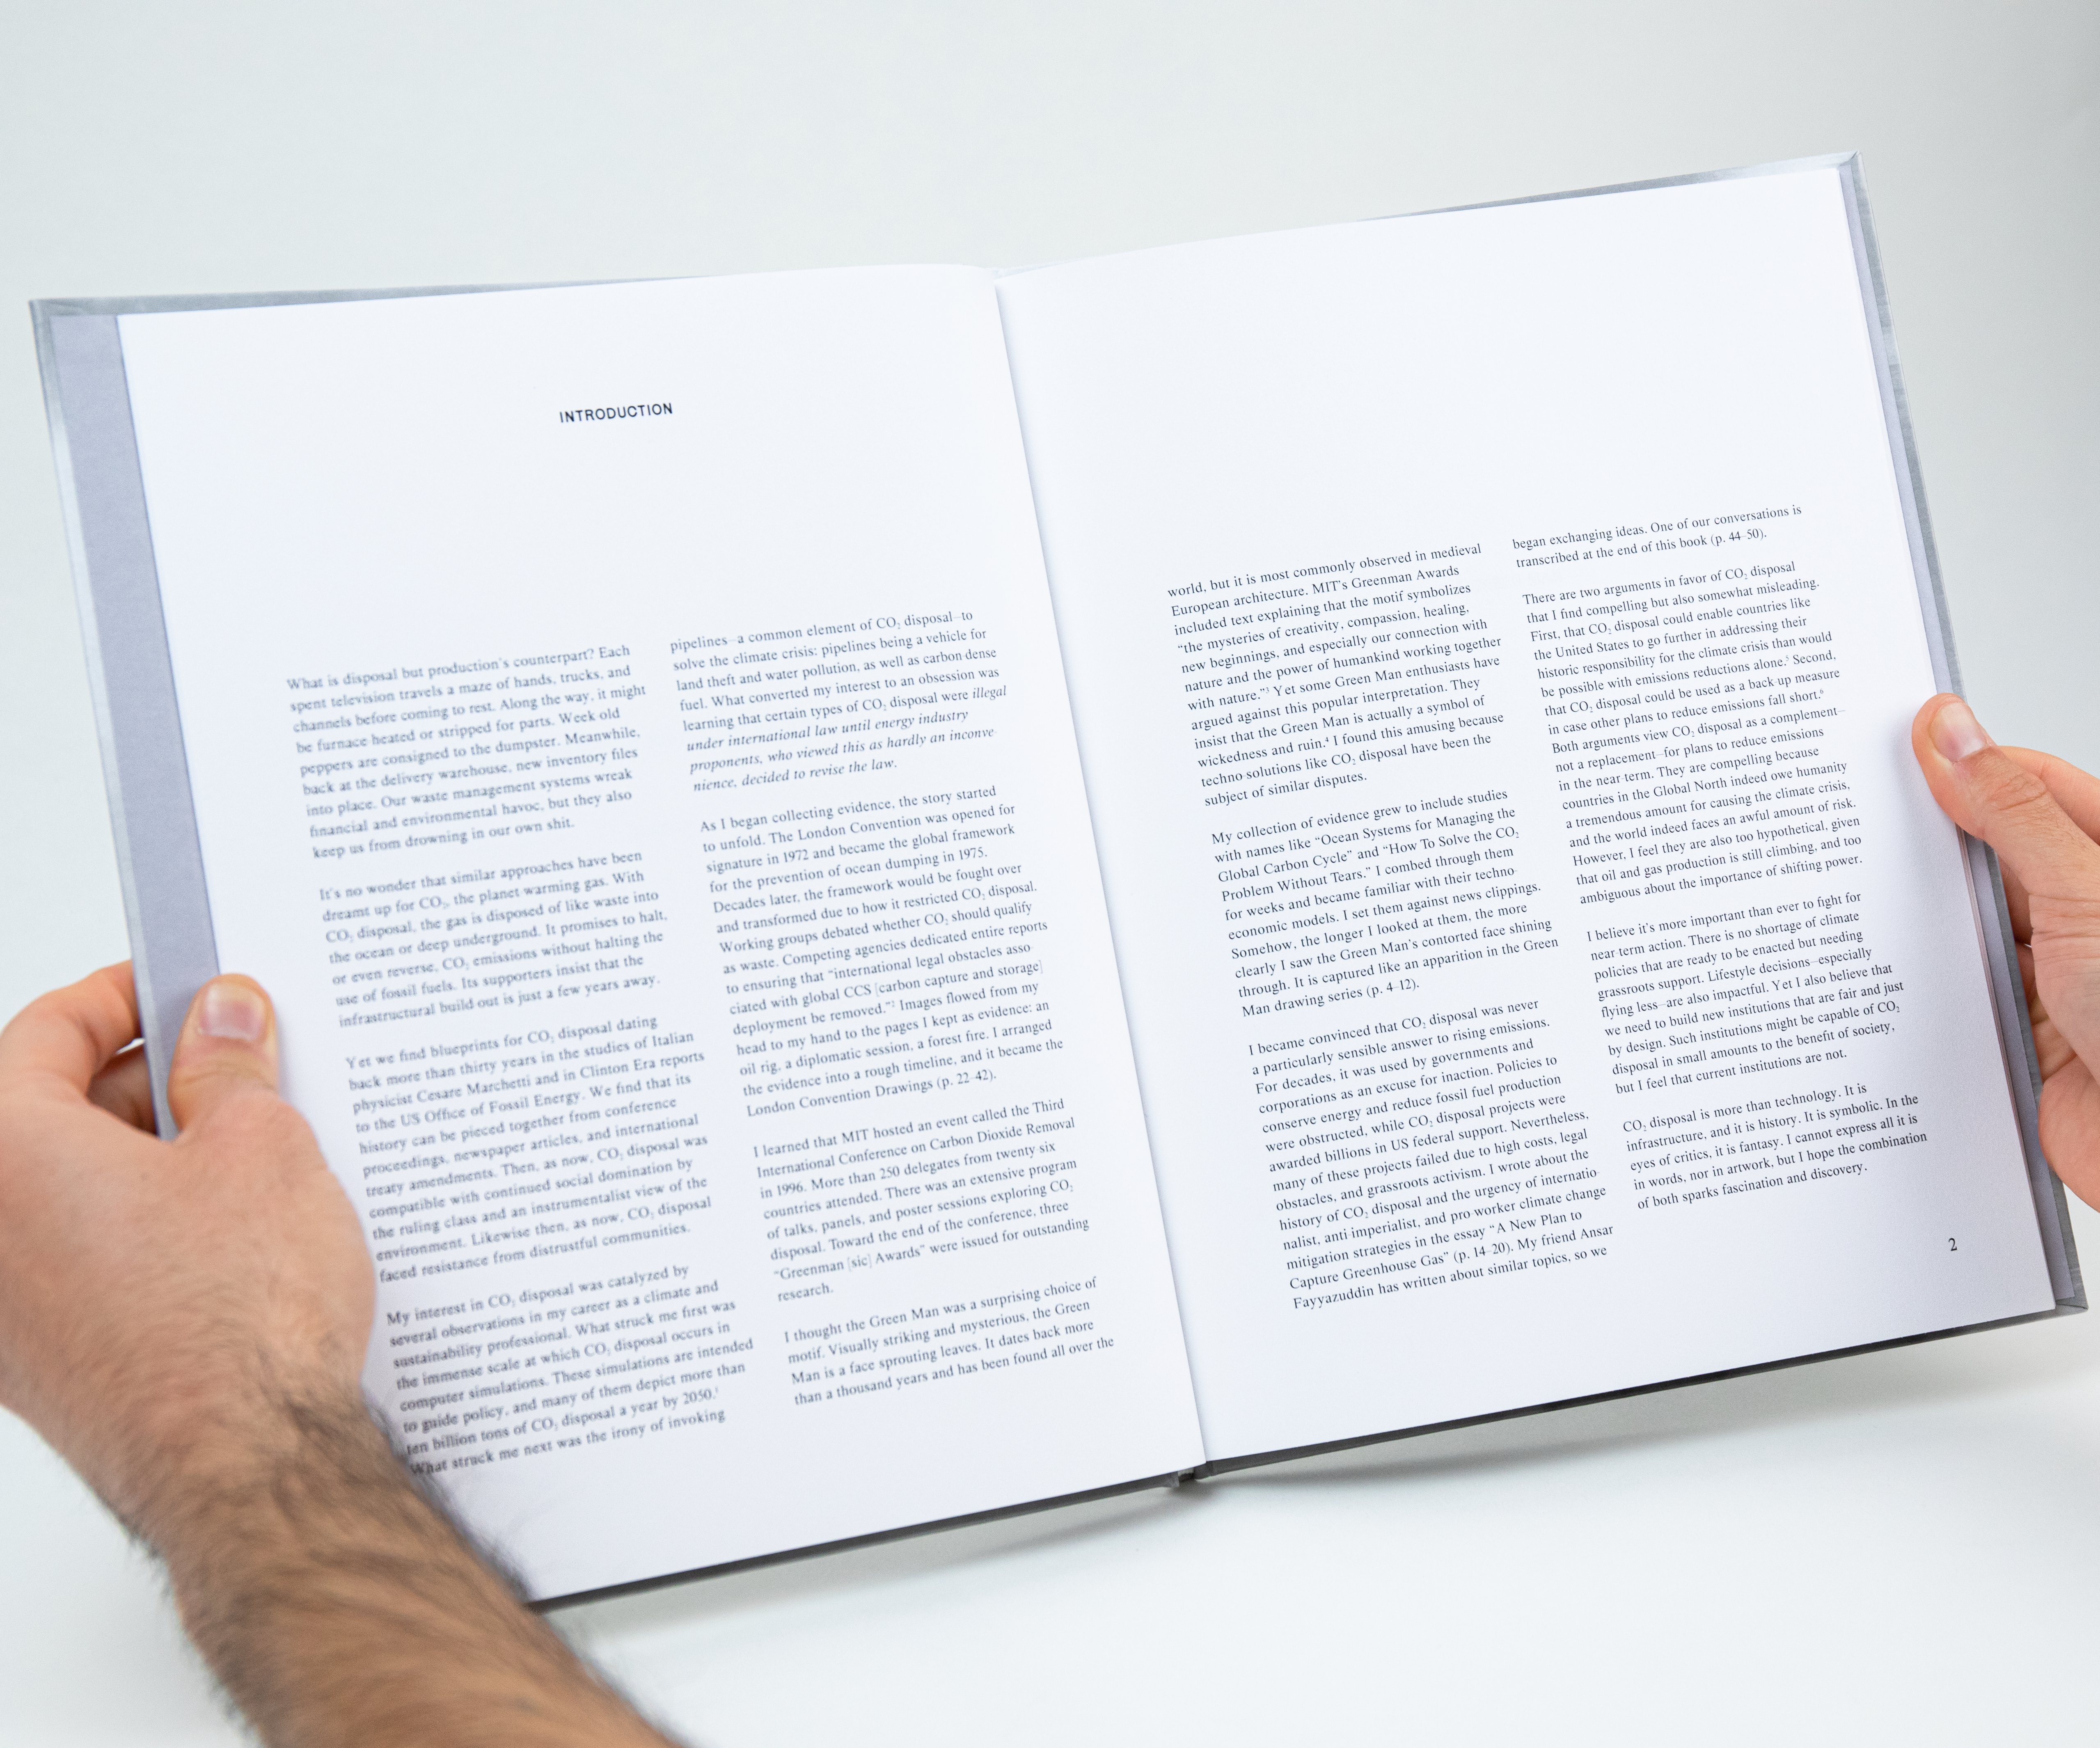 INTRODUCTION
What is disposal but production's counterpart? Each
spent television travels a maze of hands, trucks, and
channels before coming to rest. Along the way, it might
be furnace-heated or stripped for parts. Week-old
peppers are consigned to the dumpster. Meanwhile,
back at the delivery warehouse, new inventory files
into place. Our waste management systems wreak
financial and environmental havoc, but they also
keep us from drowning in our own shit.
It's no wonder that similar approaches have been
dreamt up for CO₂, the planet-warming gas. With
CO₂ disposal, the gas is disposed of like waste into
the ocean or deep underground. It promises to halt,
or even reverse, CO₂ emissions without halting the
use of fossil fuels. Its supporters insist that the
infrastructural build-out is just a few years away.
Yet we find blueprints for CO₂ disposal dating
back more than thirty years in the studies of Italian
physicist Cesare Marchetti and in Clinton Era reports
to the US Office of Fossil Energy. We find that its
history can be pieced together from conference
proceedings, newspaper articles, and international
treaty amendments. Then, as now, CO₂ disposal was
compatible with continued social domination by
the ruling class and an instrumentalist view of the
environment. Likewise then, as now, CO₂ disposal
faced resistance from distrustful communities.
My interest in CO₂ disposal was catalyzed by
several observations in my career as a climate and
sustainability professional. What struck me first was
the immense scale at which CO₂ disposal occurs in
computer simulations. These simulations are intended
to guide policy, and many of them depict more than
ten billion tons of CO₂ disposal a year by 2050.¹
What struck me next was the irony of invoking
pipelines–a common element of CO₂ disposal–to
solve the climate crisis: pipelines being a vehicle for
land theft and water pollution, as well as carbon-dense
fuel. What converted my interest to an obsession was
learning that certain types of CO₂ disposal were illegal
under international law until energy industry
proponents, who viewed this as hardly an inconve-
nience, decided to revise the law.
As I began collecting evidence, the story started
to unfold. The London Convention was opened for
signature in 1972 and became the global framework
for the prevention of ocean dumping in 1975.
Decades later, the framework would be fought over
and transformed due to how it restricted CO₂ disposal.
Working groups debated whether CO₂ should qualify
as waste. Competing agencies dedicated entire reports
to ensuring that “international legal obstacles asso-
ciated with global CCS [carbon capture and storage]
deployment be removed.”² Images flowed from my
head to my hand to the pages I kept as evidence: an
oil rig, a diplomatic session, a forest fire. I arranged
the evidence into a rough timeline, and it became the
London Convention Drawings (p. 22–42).
I learned that MIT hosted an event called the Third
International Conference on Carbon Dioxide Removal
in 1996. More than 250 delegates from twenty-six
countries attended. There was an extensive program
of talks, panels, and poster sessions exploring CO₂
disposal. Toward the end of the conference, three
“Greenman [sic] Awards” were issued for outstanding
research.
I thought the Green Man was a surprising choice of
motif. Visually striking and mysterious, the Green
Man is a face sprouting leaves. It dates back more
than a thousand years and has been found all over the
world, but it is most commonly observed in medieval
European architecture. MIT's Greenman Awards
included text explaining that the motif symbolizes
“the mysteries of creativity, compassion, healing,
new beginnings, and especially our connection with
nature and the power of humankind working together
with nature.”³ Yet some Green Man enthusiasts have
argued against this popular interpretation. They
insist that the Green Man is actually a symbol of
wickedness and ruin.⁴ I found this amusing because
techno-solutions like CO₂ disposal have been the
subject of similar disputes.
My collection of evidence grew to include studies
with names like “Ocean Systems for Managing the
Global Carbon Cycle” and “How To Solve the CO₂
Problem Without Tears.” I combed through them
for weeks and became familiar with their techno-
economic models. I set them against news clippings.
Somehow, the longer I looked at them, the more
clearly I saw the Green Man's contorted face shining
through. It is captured like an apparition in the Green
Man drawing series (p. 4–12).
I became convinced that CO₂ disposal was never
a particularly sensible answer to rising emissions.
For decades, it was used by governments and
corporations as an excuse for inaction. Policies to
conserve energy and reduce fossil fuel production
were obstructed, while CO₂ disposal projects were
awarded billions in US federal support. Nevertheless,
many of these projects failed due to high costs, legal
obstacles, and grassroots activism. I wrote about the
history of CO₂ disposal and the urgency of internatio-
nalist, anti-imperialist, and pro-worker climate change
mitigation strategies in the essay “A New Plan to
Capture Greenhouse Gas” (p. 14–20). My friend Ansar
Fayyazuddin has written about similar topics, so we
began exchanging ideas. One of our conversations is
transcribed at the end of this book (p. 44–50).
There are two arguments in favor of CO₂ disposal
that I find compelling but also somewhat misleading.
First, that CO₂ disposal could enable countries like
the United States to go further in addressing their
historic responsibility for the climate crisis than would
be possible with emissions reductions alone.⁵ Second,
that CO₂ disposal could be used as a back-up measure
in case other plans to reduce emissions fall short.⁶
Both arguments view CO₂ disposal as a complement–
not a replacement–for plans to reduce emissions
in the near-term. They are compelling because
countries in the Global North indeed owe humanity
a tremendous amount for causing the climate crisis,
and the world indeed faces an awful amount of risk.
However, I feel they are also too hypothetical, given
that oil and gas production is still climbing, and too
ambiguous about the importance of shifting power.
I believe it's more important than ever to fight for
near-term action. There is no shortage of climate
policies that are ready to be enacted but needing
grassroots support. Lifestyle decisions–especially
flying less–are also impactful. Yet I also believe that
we need to build new institutions that are fair and just
by design. Such institutions might be capable of CO₂
disposal in small amounts to the benefit of society,
but I feel that current institutions are not.
CO₂ disposal is more than technology. It is
infrastructure, and it is history. It is symbolic. In the
eyes of critics, it is fantasy. I cannot express all it is
in words, nor in artwork, but I hope the combination
of both sparks fascination and discovery.
2